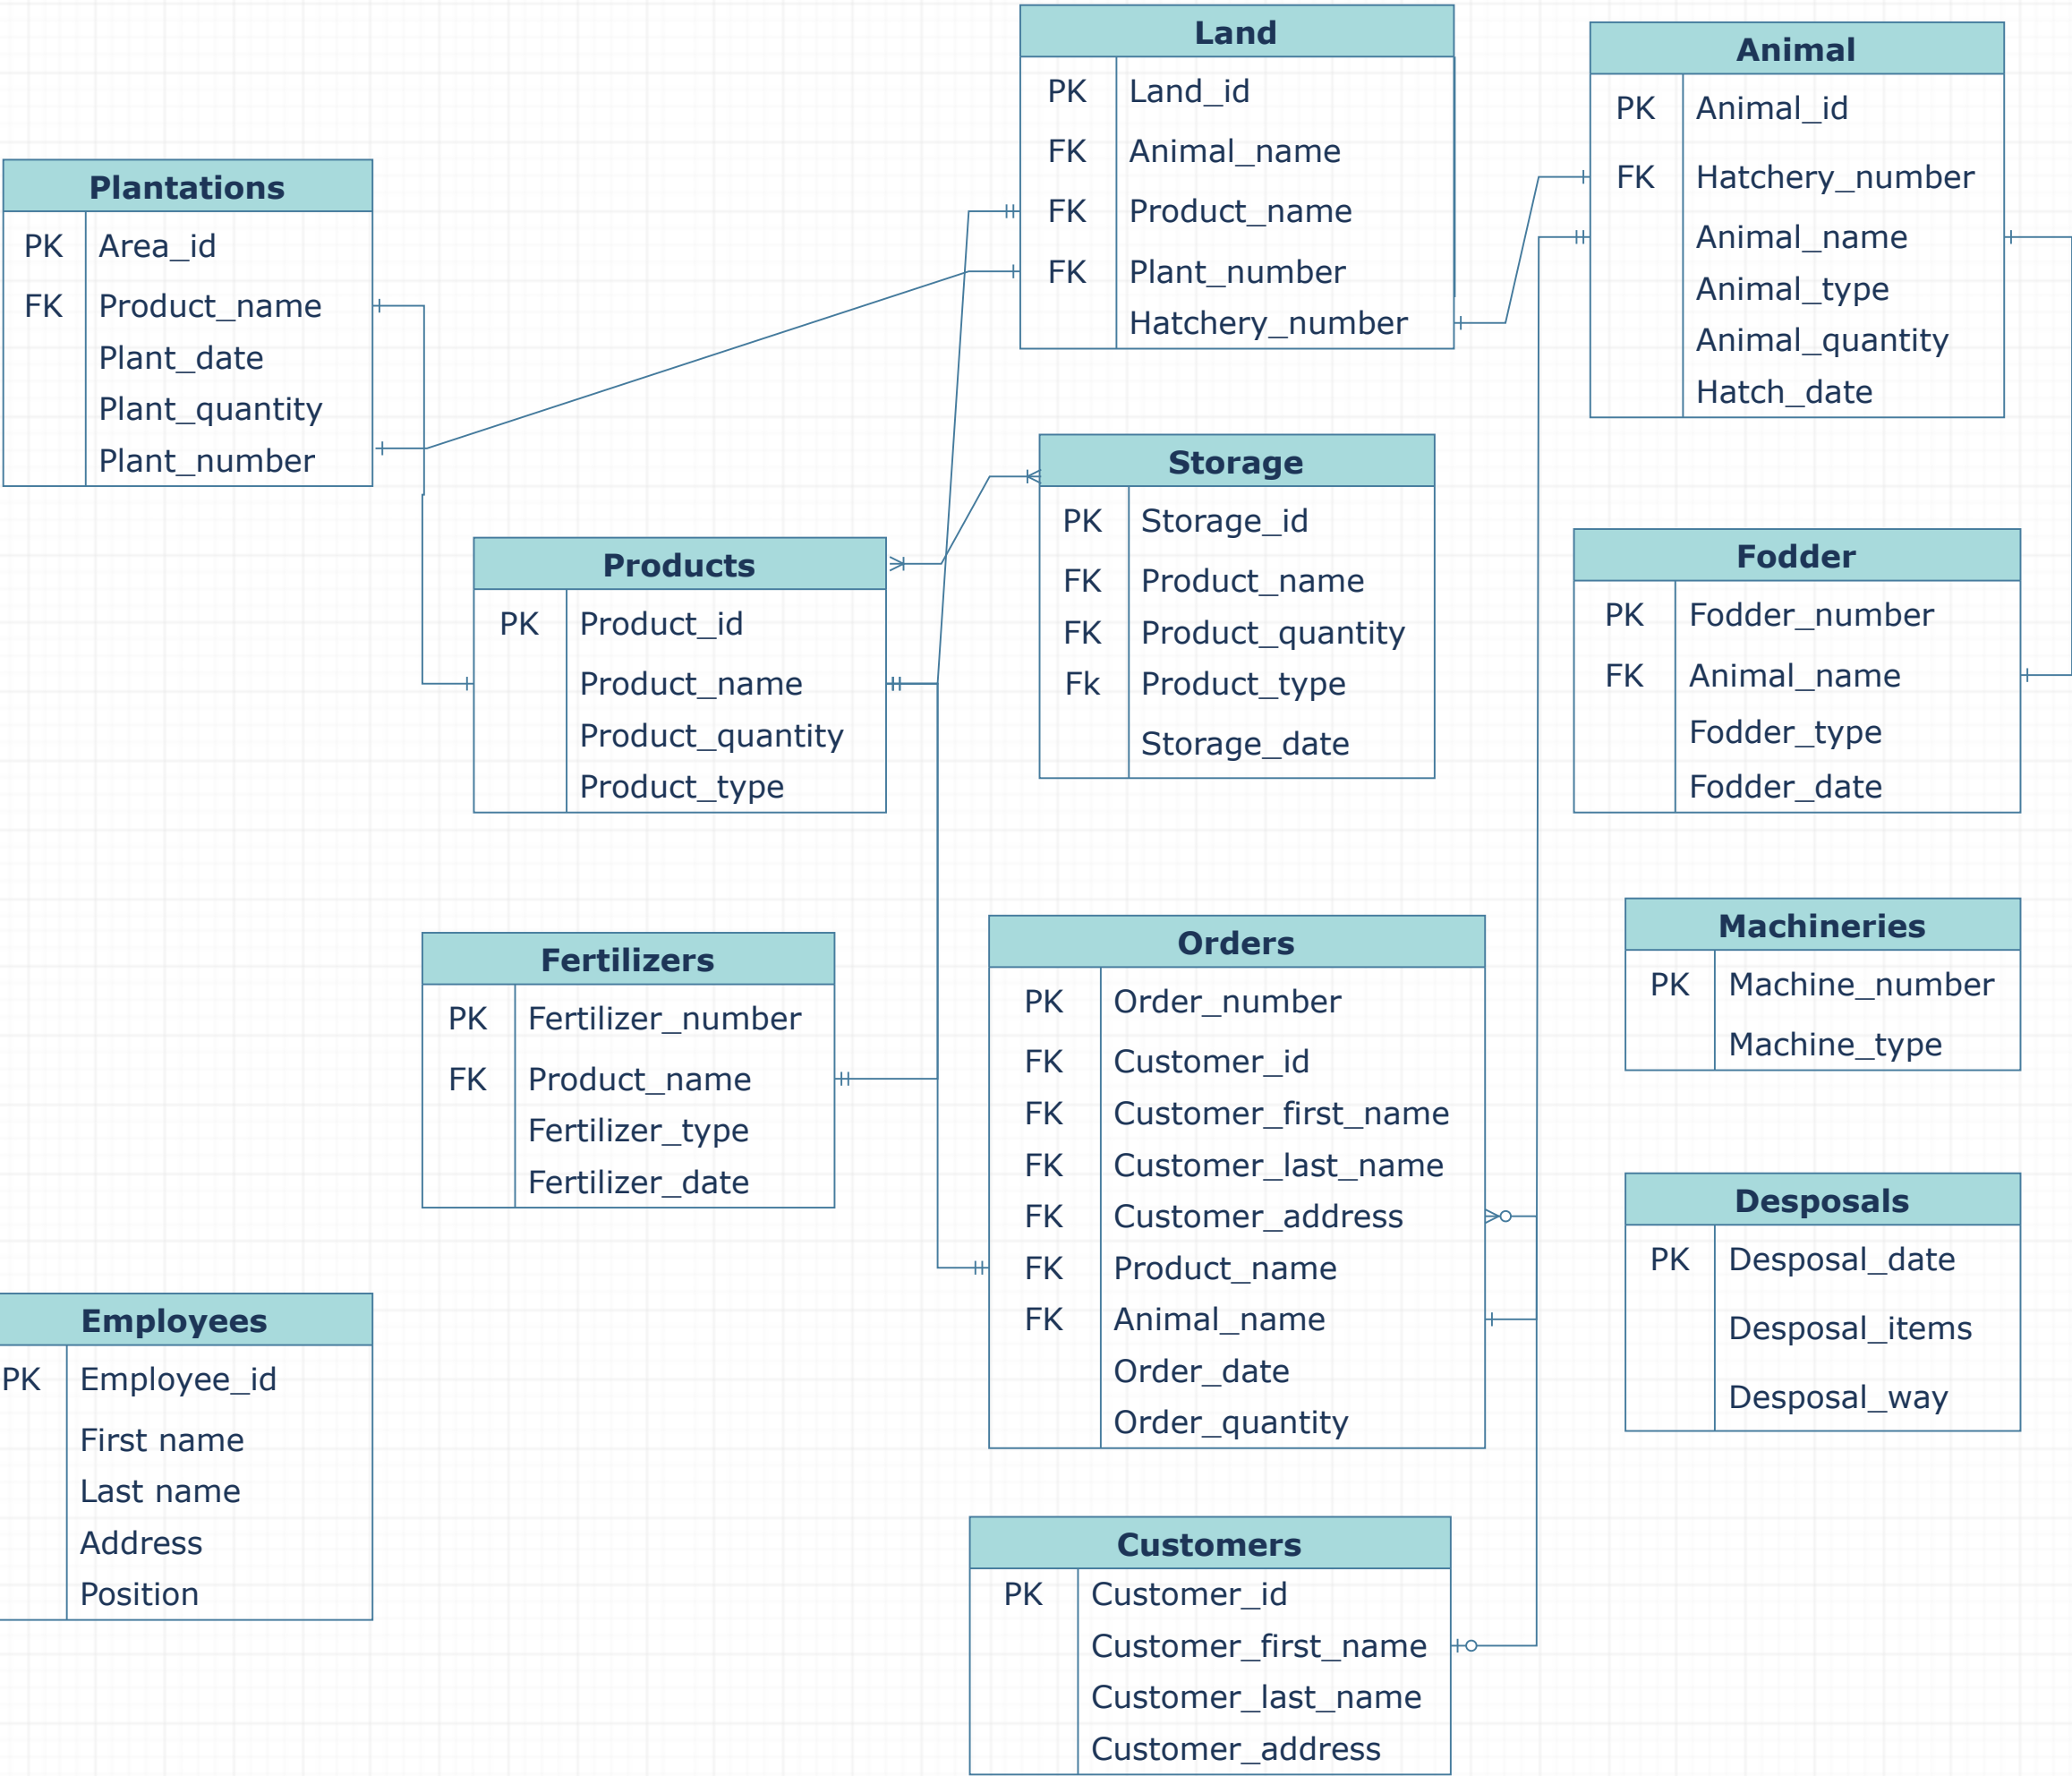 Land
PK Land_id
FK Animal_name
FK Product_name
FK Plant_number
Hatchery_number
Animal
PK Animal_id
FK Hatchery_number
Animal_name
Animal_type
Animal_quantity
Hatch_date
Plantations
PK Area_id
FK Product_name
Plant_date
Plant_quantity
Plant_number
Storage
PK Storage_id
FK Product_name
FK Product_quantity
Fk Product_type
Storage_date
Products
PK Product_id
Product_name
Product_quantity
Product_type
Fodder
PK Fodder_number
FK Animal_name
Fodder_type
Fodder_date
Fertilizers
PK Fertilizer_number
FK Product_name
Fertilizer_type
Fertilizer_date
Orders
PK Order_number
FK Customer_id
FK Customer_first_name
FK Customer_last_name
FK Customer_address
FK Product_name
FK Animal_name
Order_date
Order_quantity
Machineries
PK Machine_number
Machine_type
Desposals
PK Desposal_date
Desposal_items
Desposal_way
Employees
PK Employee_id
First name
Last name
Address
Position
Customers
PK Customer_id
Customer_first_name
Customer_last_name
Customer_address